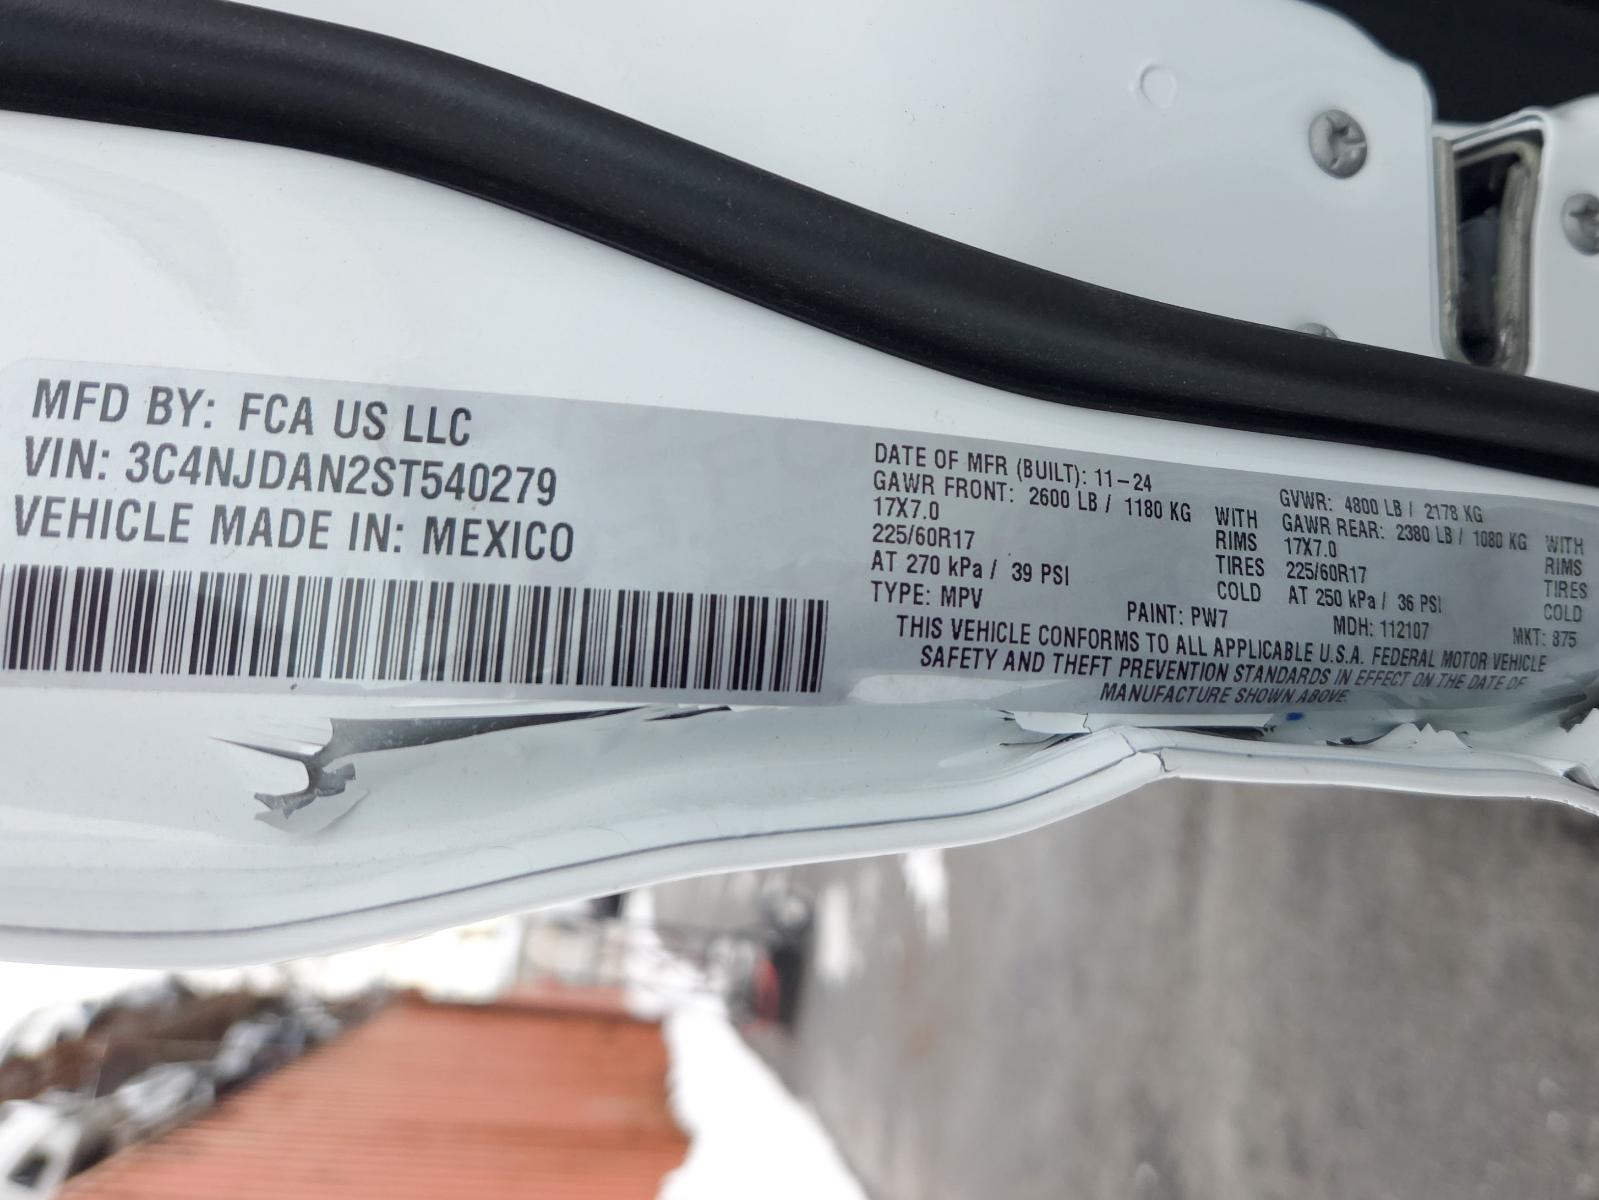 MFD BY: FCA US LLC
VIN: 3C4NJDAN2ST540279
VEHICLE MADE IN: MEXICO
DATE OF MFR (BUILT): 11-24
GAWR FRONT: 2600 LB / 1180 KG WITH
17X7.0 RIMS
225/60R17 TIRES
AT 270 kPa / 39 PSI COLD
TYPE: MPV
PAINT: PW7
GVWR: 4800 LB / 2178 KG
GAWR REAR: 2380 LB / 1080 KG WITH
17X7.0 RIMS
225/60R17 TIRES
AT 250 kPa / 36 PSI COLD
MDH: 112107
MKT: 875
THIS VEHICLE CONFORMS TO ALL APPLICABLE U.S.A. FEDERAL MOTOR VEHICLE
SAFETY AND THEFT PREVENTION STANDARDS IN EFFECT ON THE DATE OF
MANUFACTURE SHOWN ABOVE.